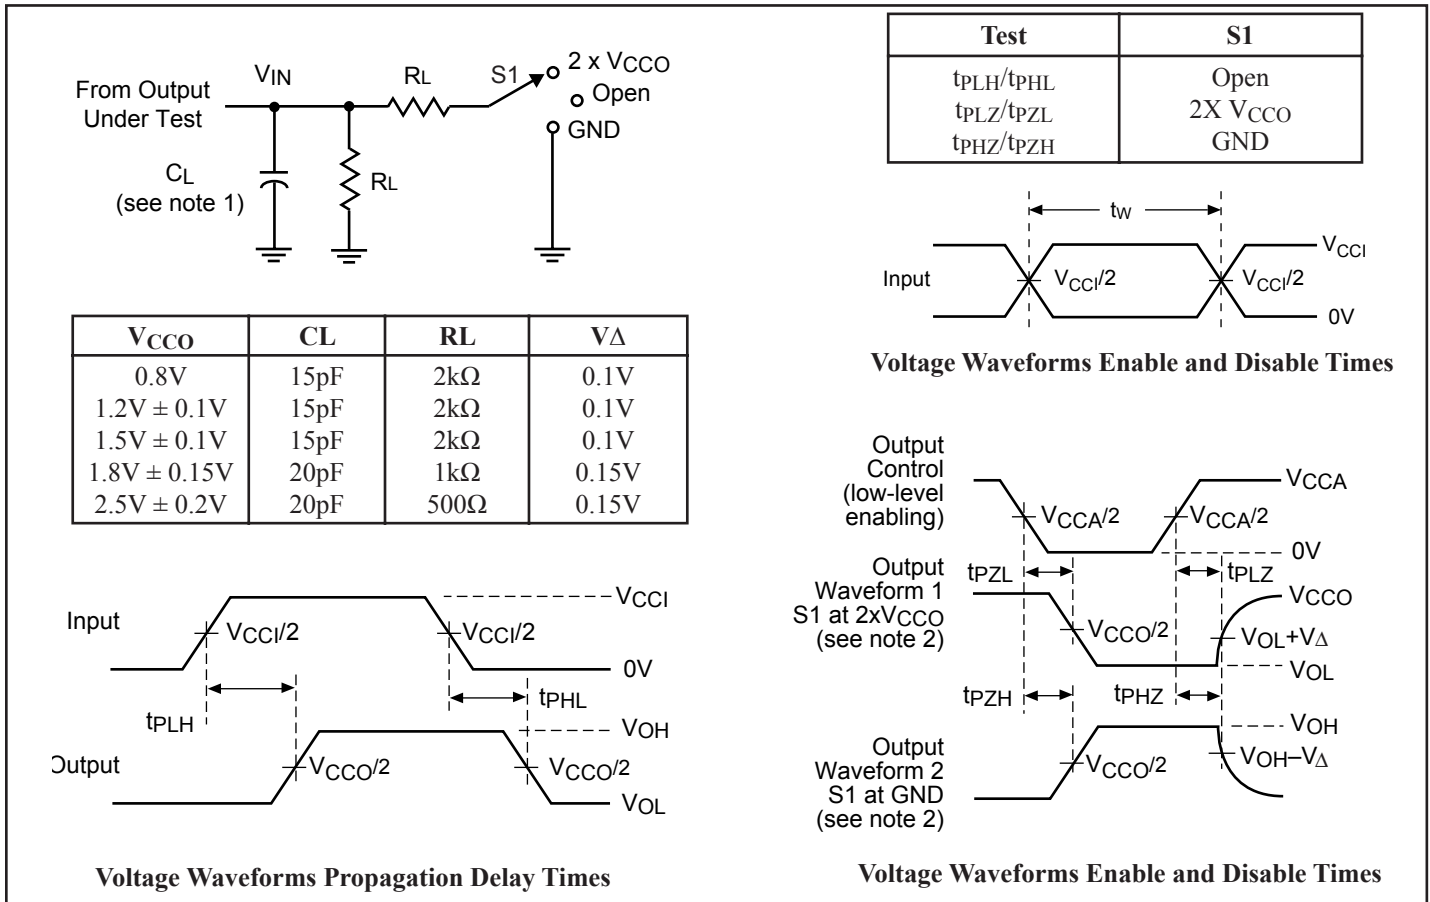 From Output
Under Test
VIN
RL
S1
2 x VCCO
Open
GND
CL
(see note 1)
RL
Test S1
tPLH/tPHL Open
tPLZ/tPZL 2X VCCO
tPHZ/tPZH GND
tW
Input
VCCI/2
VCCI/2
VCCI
0V
Voltage Waveforms Enable and Disable Times
VCCO CL RL VΔ
0.8V 15pF 2kΩ 0.1V
1.2V ± 0.1V 15pF 2kΩ 0.1V
1.5V ± 0.1V 15pF 2kΩ 0.1V
1.8V ± 0.15V 20pF 1kΩ 0.15V
2.5V ± 0.2V 20pF 500Ω 0.15V
Input
VCCI/2
VCCI/2
VCCI
0V
tPLH
tPHL
Output
VCCO/2
VCCO/2
VOH
VOL
Voltage Waveforms Propagation Delay Times
Output
Control
(low-level
enabling)
VCCA/2
VCCA/2
VCCA
0V
tPZL
tPLZ
Output
Waveform 1
S1 at 2xVCCO
(see note 2)
VCCO/2
VCCO
VOL+VΔ
VOL
tPZH
tPHZ
Output
Waveform 2
S1 at GND
(see note 2)
VCCO/2
VOH
VOH–VΔ
Voltage Waveforms Enable and Disable Times